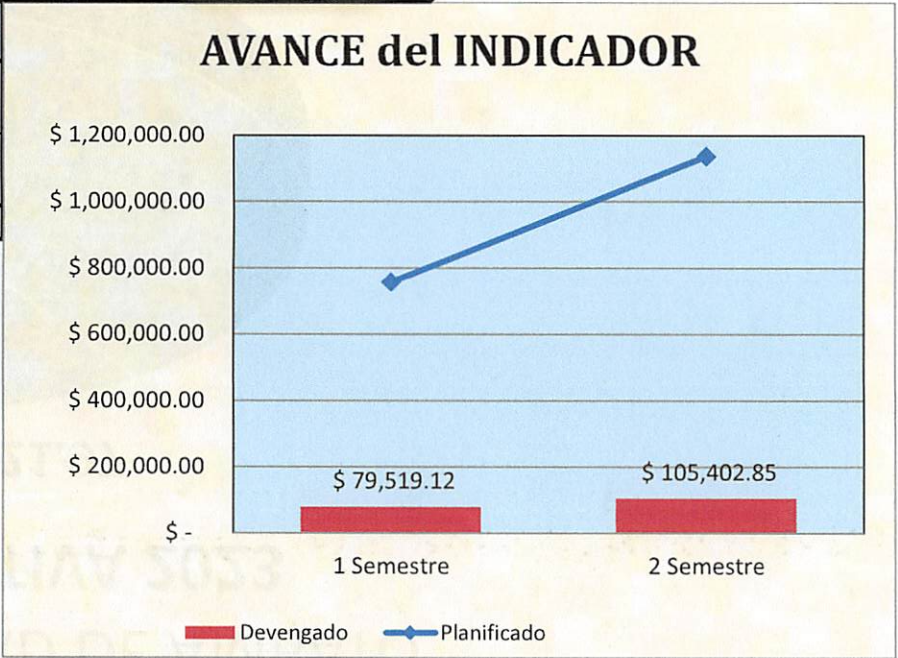 AVANCE del INDICADOR
$ 1,200,000.00
$ 1,000,000.00
$ 800,000.00
$ 600,000.00
$ 400,000.00
$ 200,000.00
$ -
$ 79,519.12
$ 105,402.85
1 Semestre
2 Semestre
Devengado
Planificado